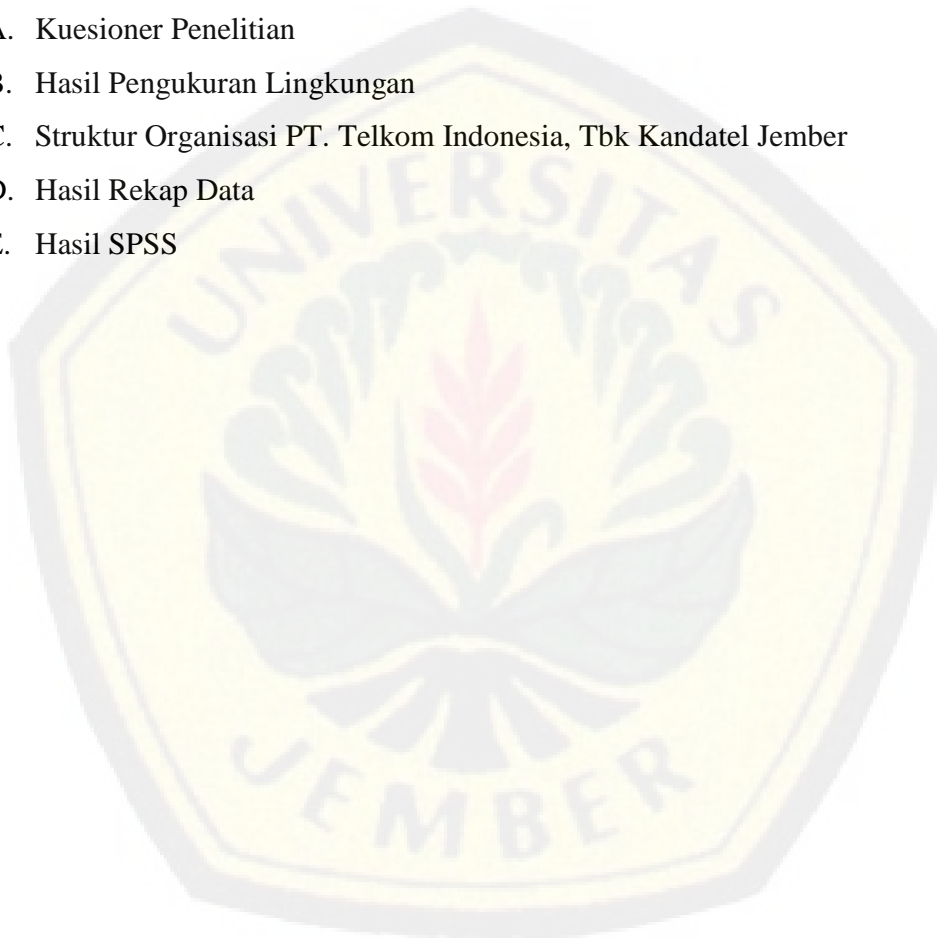 A. Kuesioner Penelitian
B. Hasil Pengukuran Lingkungan
C. Struktur Organisasi PT. Telkom Indonesia, Tbk Kandatel Jember
D. Hasil Rekap Data
E. Hasil SPSS
UNIVERSITAS
JEMBER